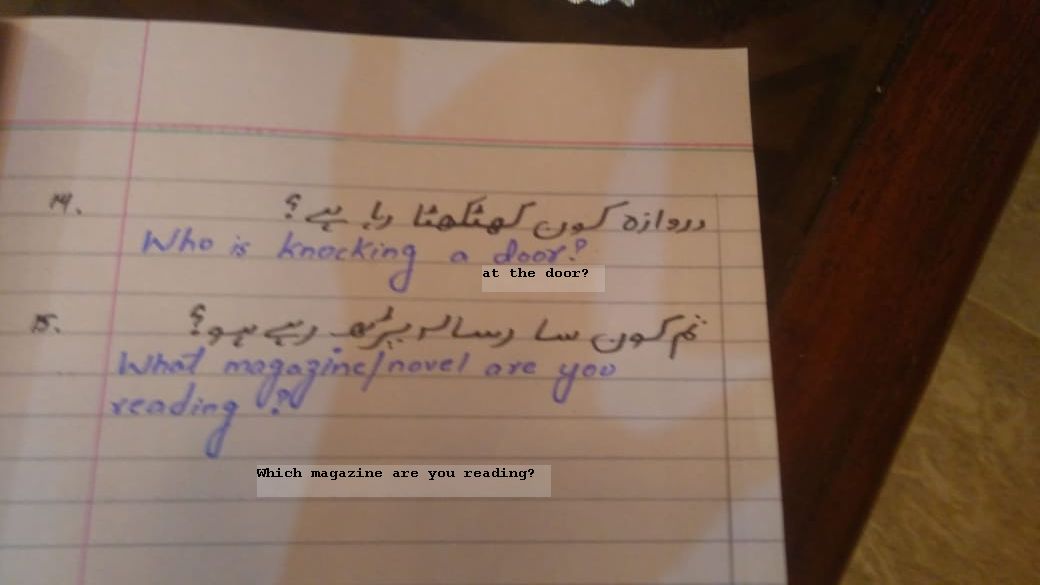 14. دروازہ کون کھٹکھٹا رہا ہے؟
Who is knocking a door?
at the door?
15. تم کون سا رسالہ پڑھ رہے ہو؟
What magazine/novel are you
reading?
Which magazine are you reading?